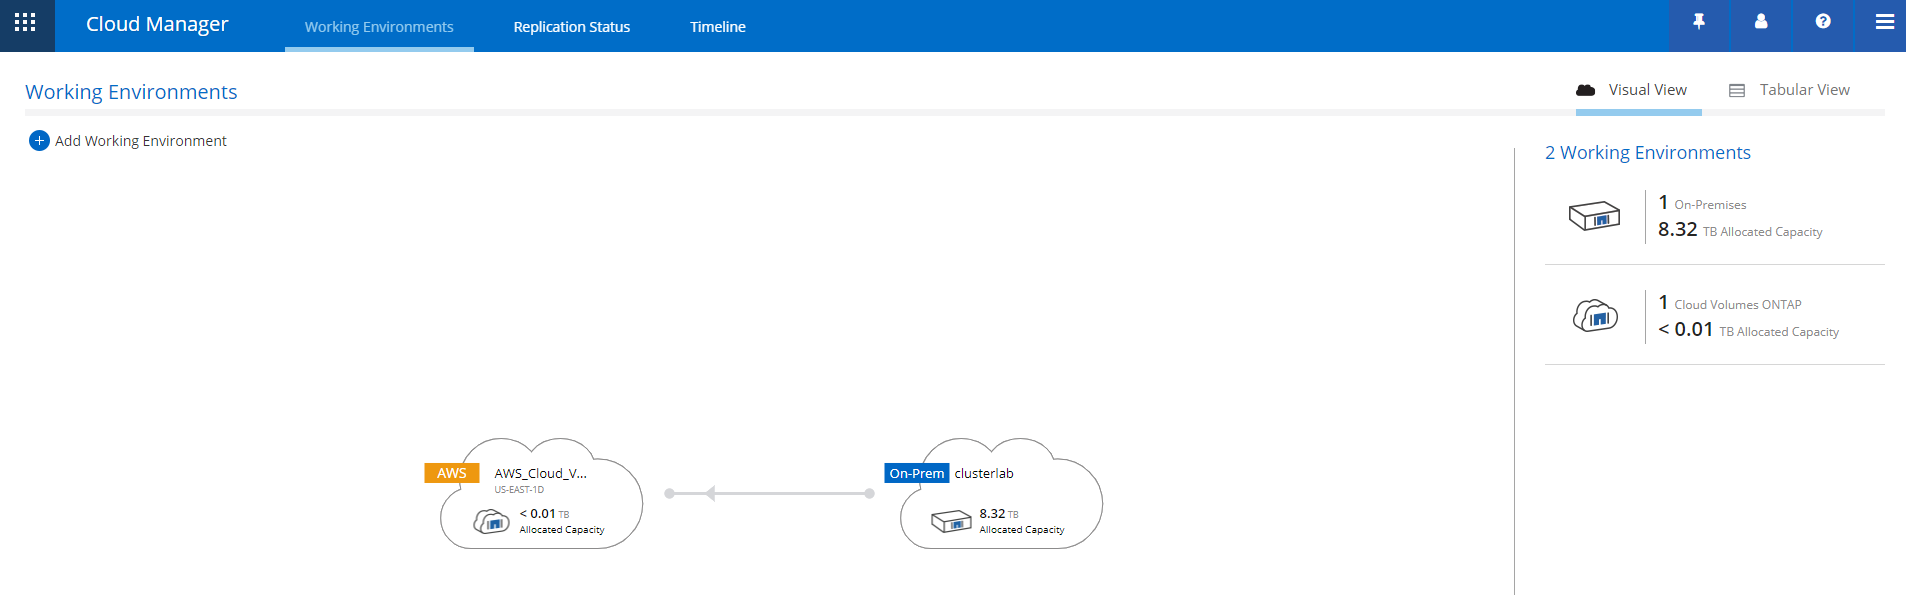 Cloud Manager
Working Environments
Replication Status
Timeline
Working Environments
Visual View
Tabular View
Add Working Environment
2 Working Environments
1 On-Premises
8.32 TB Allocated Capacity
1 Cloud Volumes ONTAP
< 0.01 TB Allocated Capacity
AWS
AWS_Cloud_V...
US-EAST-1D
< 0.01 TB
Allocated Capacity
On-Prem
clusterlab
8.32 TB
Allocated Capacity